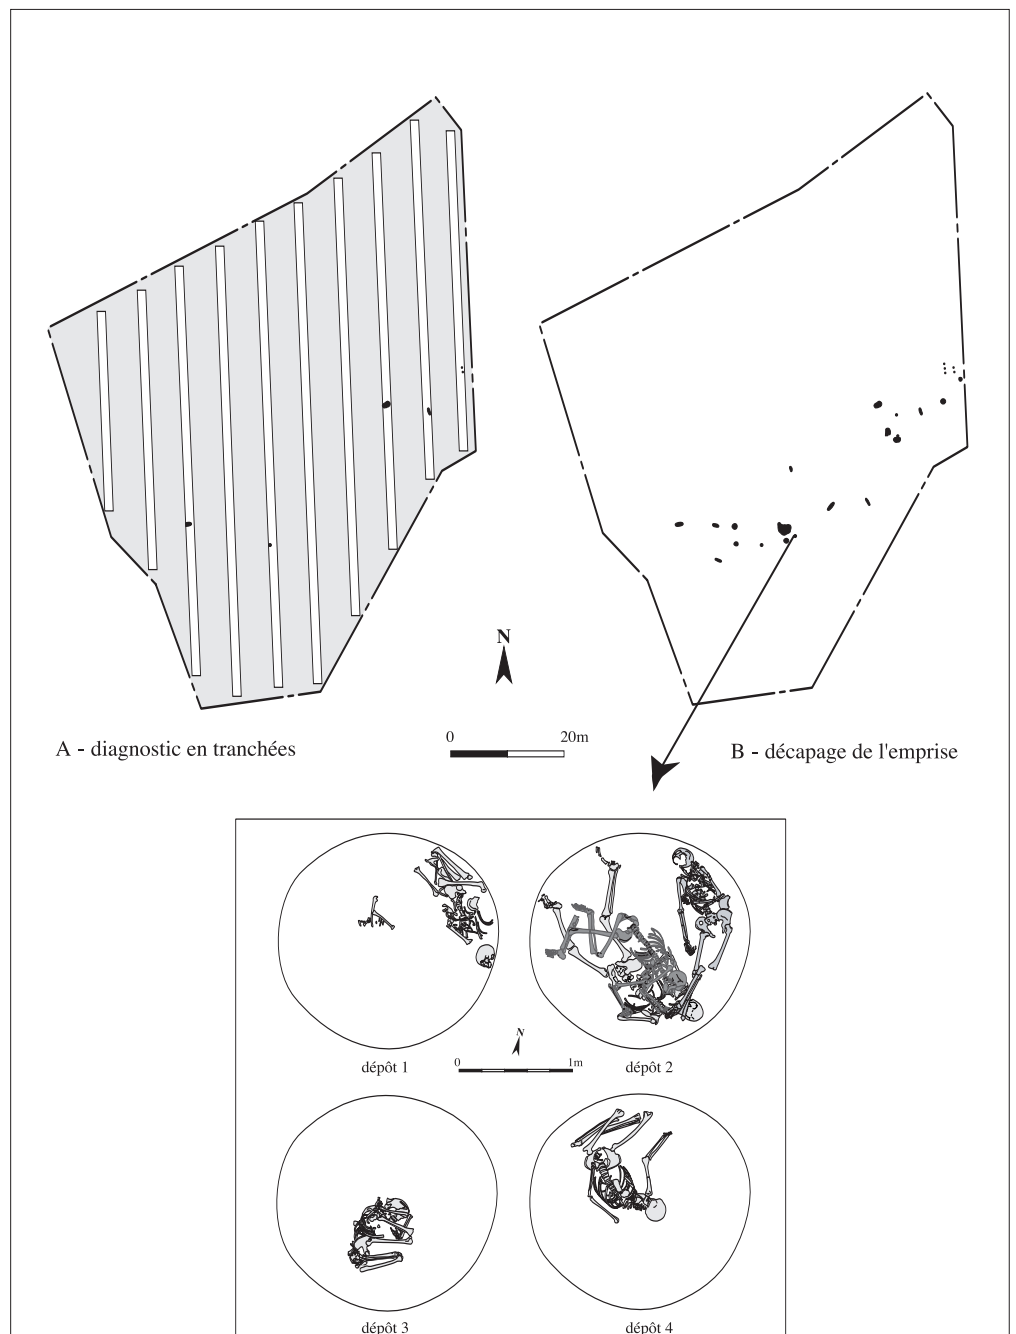 N
0 20m
A - diagnostic en tranchées
B - décapage de l'emprise
dépôt 1
N
0 1m
dépôt 2
dépôt 3
dépôt 4